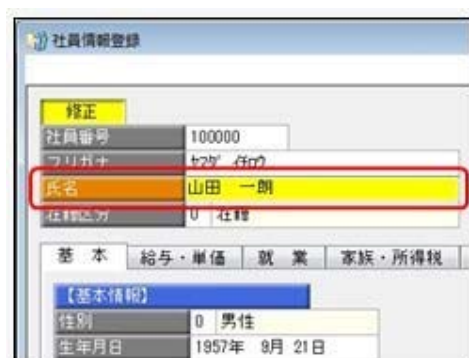 社員情報登録
修正
社員番号 100000
フリガナ ﾔﾏﾀﾞ ｲﾁﾛｳ
氏名 山田 一朗
在籍区分 0 在籍
基本 給与・単価 就業 家族・所得税
【基本情報】
性別 0 男性
生年月日 1957年 9月 21日